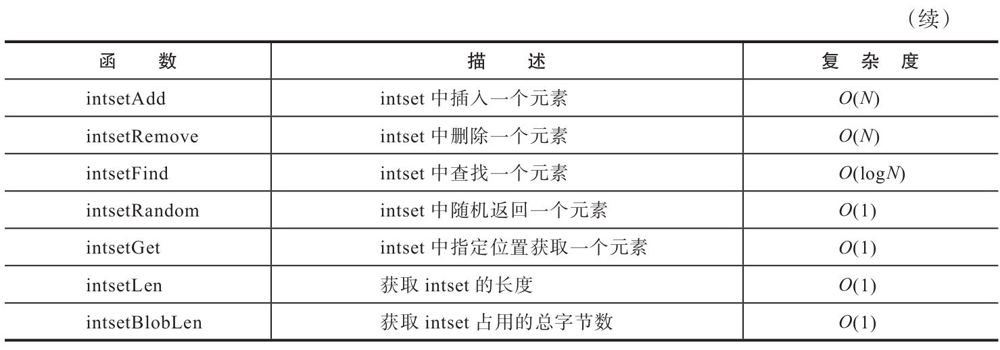 （续）
函 数 描 述 复 杂 度
intsetAdd intset 中插入一个元素 O(N)
intsetRemove intset 中删除一个元素 O(N)
intsetFind intset 中查找一个元素 O(logN)
intsetRandom intset 中随机返回一个元素 O(1)
intsetGet intset 中指定位置获取一个元素 O(1)
intsetLen 获取 intset 的长度 O(1)
intsetBlobLen 获取 intset 占用的总字节数 O(1)